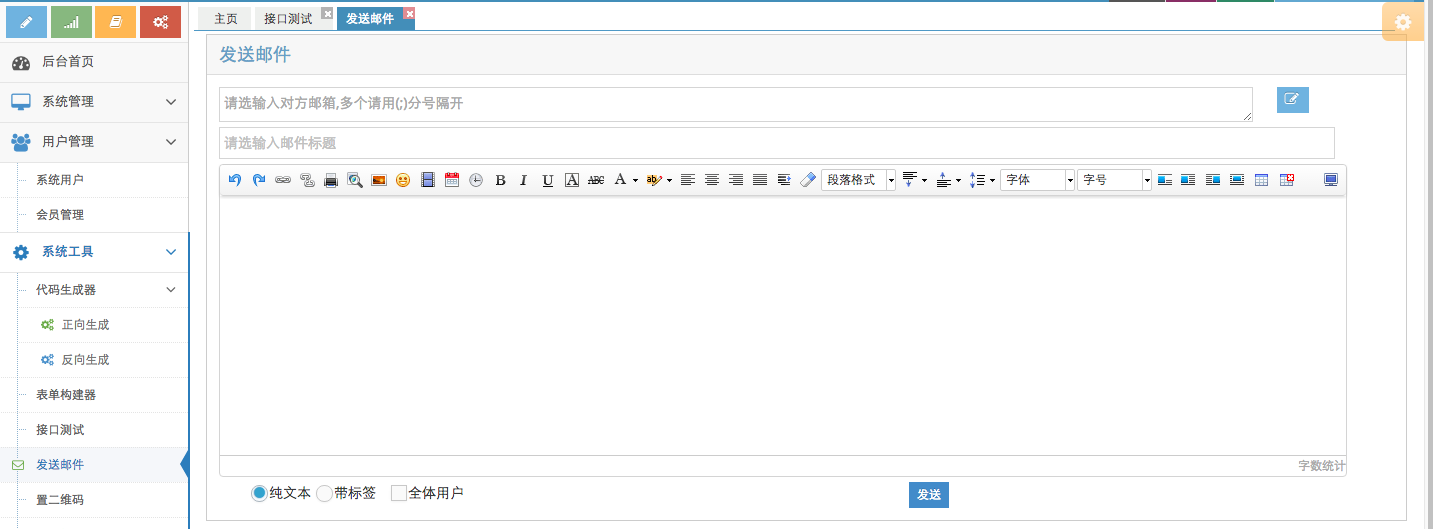 主页
接口测试
发送邮件
后台首页
系统管理
用户管理
系统用户
会员管理
系统工具
代码生成器
正向生成
反向生成
表单构建器
接口测试
发送邮件
置二维码
发送邮件
请选输入对方邮箱,多个请用(;)分号隔开
请选输入邮件标题
B I U A ABC A ab 段落格式 字体 字号
字数统计
纯文本 带标签 全体用户 发送